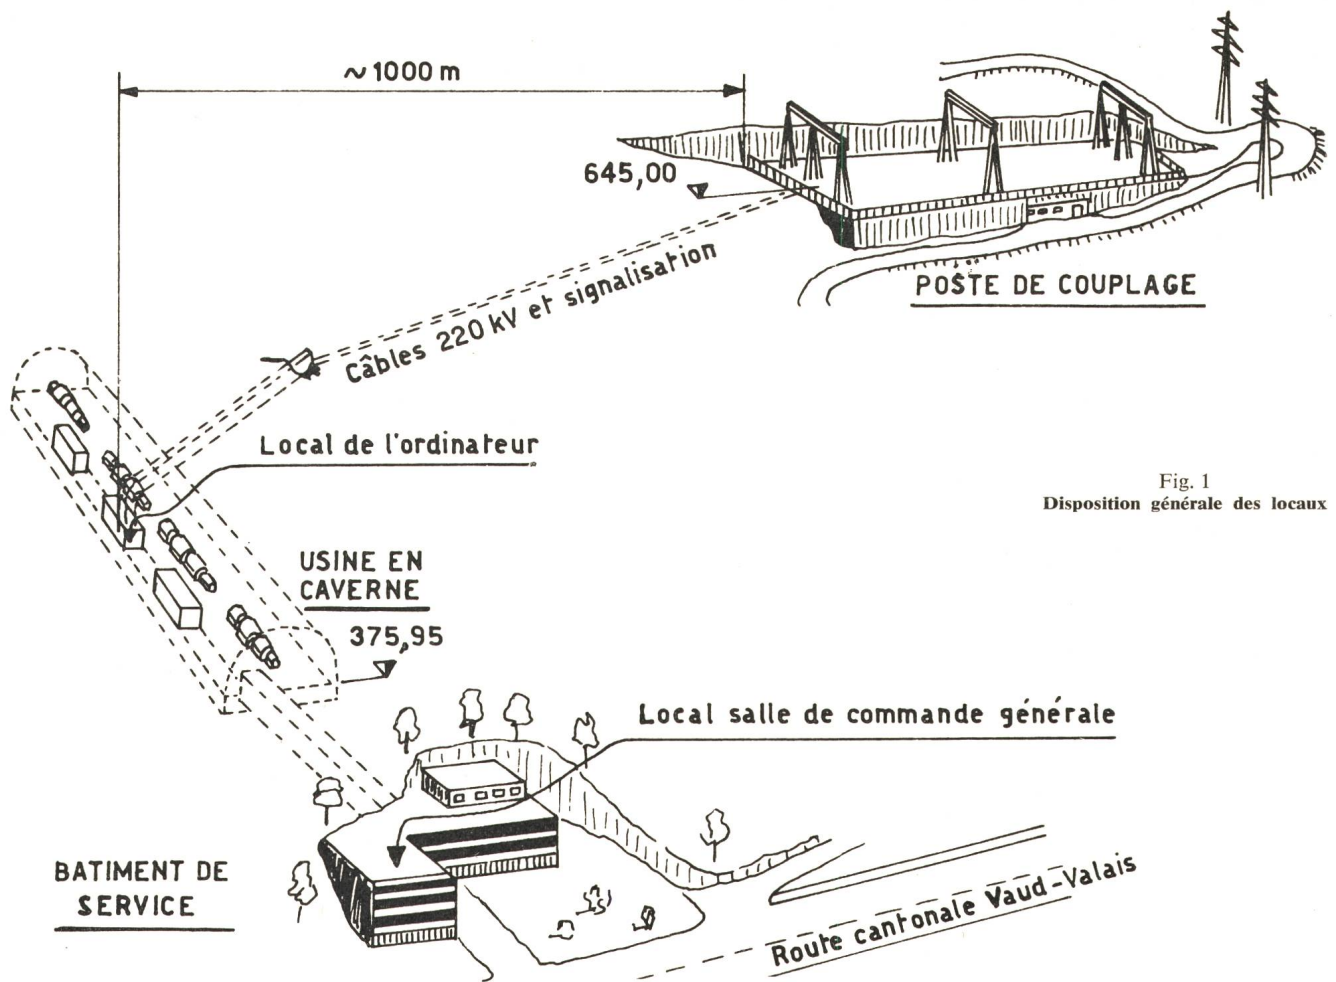 ~1000 m
645,00
Câbles 220 kV et signalisation
POSTE DE COUPLAGE
Local de l'ordinateur
Fig. 1
Disposition générale des locaux
USINE EN
CAVERNE
375,95
Local salle de commande générale
BATIMENT DE
SERVICE
Route cantonale Vaud-Valais